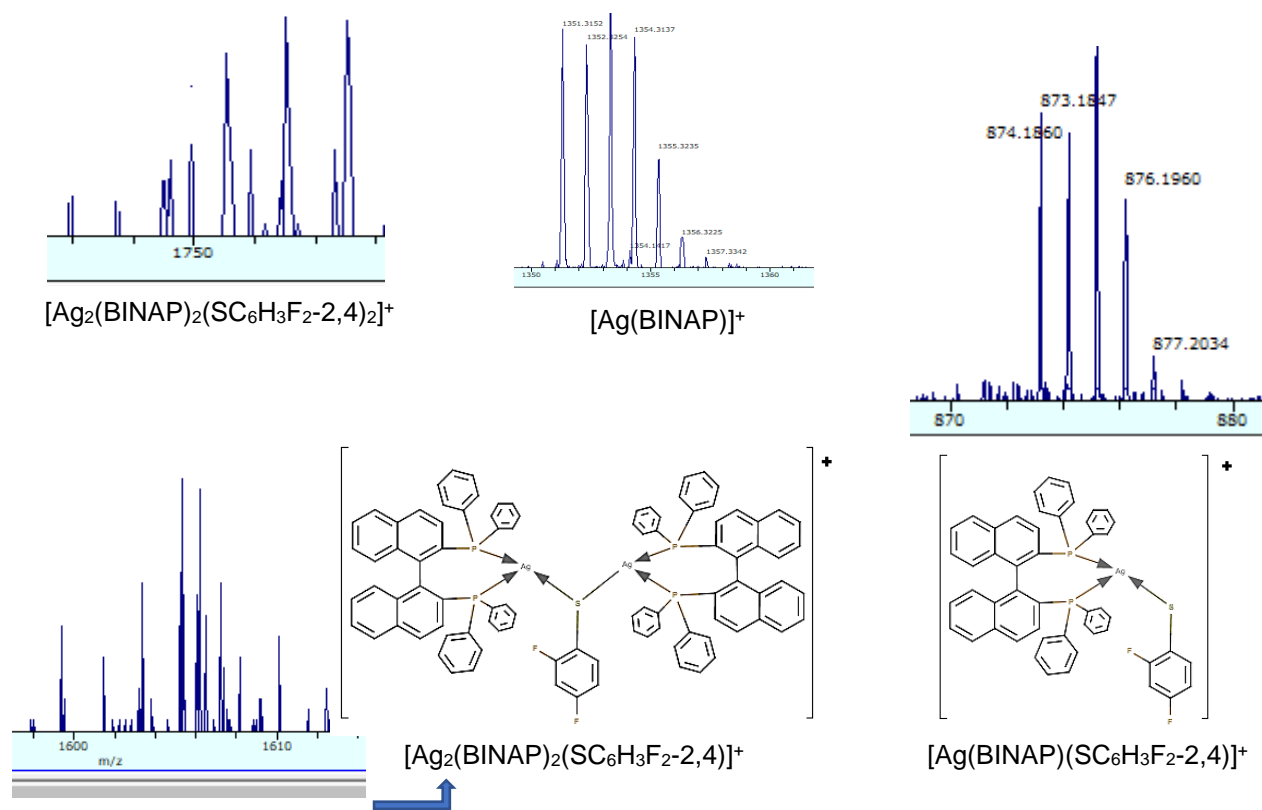 1750
[Ag₂(BINAP)₂(SC₆H₃F₂-2,4)₂]⁺
1351.3152
1352.3254
1354.3137
1355.3235
1354.1417
1356.3225
1357.3342
1350
1355
1360
[Ag(BINAP)]⁺
873.1847
874.1860
876.1960
877.2034
870
880
1600
1610
m/z
+
P
P
Ag
S
F
F
Ag
P
P
[Ag₂(BINAP)₂(SC₆H₃F₂-2,4)]⁺
+
P
P
Ag
S
F
F
[Ag(BINAP)(SC₆H₃F₂-2,4)]⁺